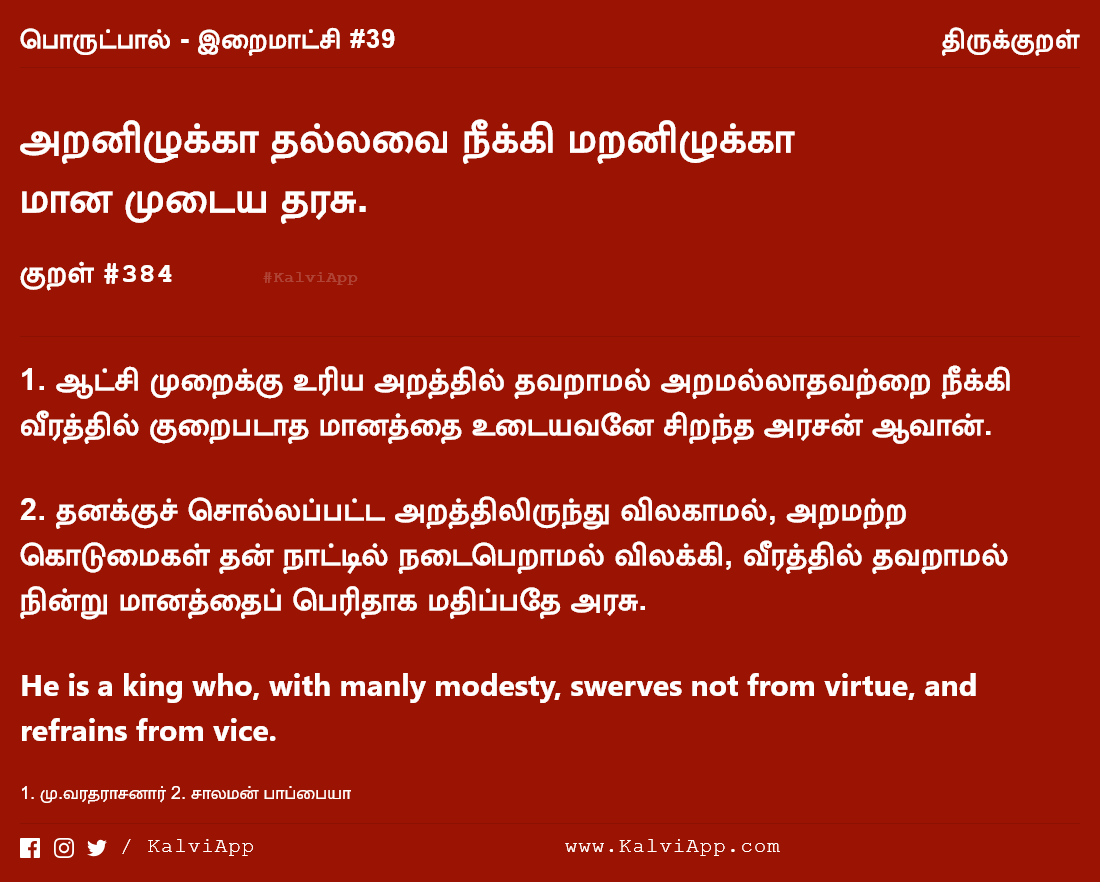 பொருட்பால் - இறைமாட்சி #39
திருக்குறள்
அறனிழுக்கா தல்லவை நீக்கி மறனிழுக்கா
மான முடைய தரசு.
குறள் #384
#KalviApp
1. ஆட்சி முறைக்கு உரிய அறத்தில் தவறாமல் அறமல்லாதவற்றை நீக்கி
வீரத்தில் குறைபடாத மானத்தை உடையவனே சிறந்த அரசன் ஆவான்.
2. தனக்குச் சொல்லப்பட்ட அறத்திலிருந்து விலகாமல், அறமற்ற
கொடுமைகள் தன் நாட்டில் நடைபெறாமல் விலக்கி, வீரத்தில் தவறாமல்
நின்று மானத்தைப் பெரிதாக மதிப்பதே அரசு.
He is a king who, with manly modesty, swerves not from virtue, and
refrains from vice.
1. மு.வரதராசனார் 2. சாலமன் பாப்பையா
/ KalviApp
www.KalviApp.com